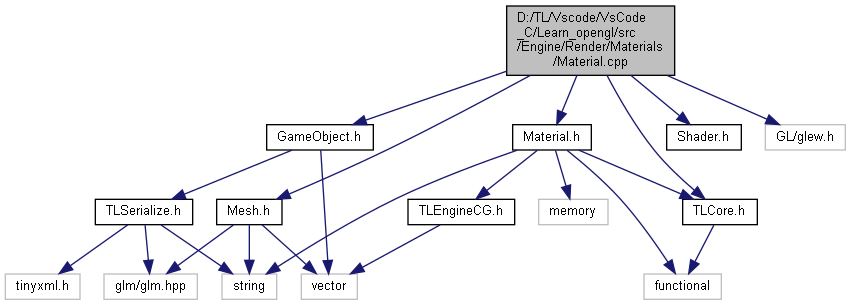 D:/TL/Vscode/VsCode
_C/Learn_opengl/src
/Engine/Render/Materials
/Material.cpp
GameObject.h
Material.h
Shader.h
GL/glew.h
TLSerialize.h
Mesh.h
TLEngineCG.h
memory
TLCore.h
tinyxml.h
glm/glm.hpp
string
vector
functional